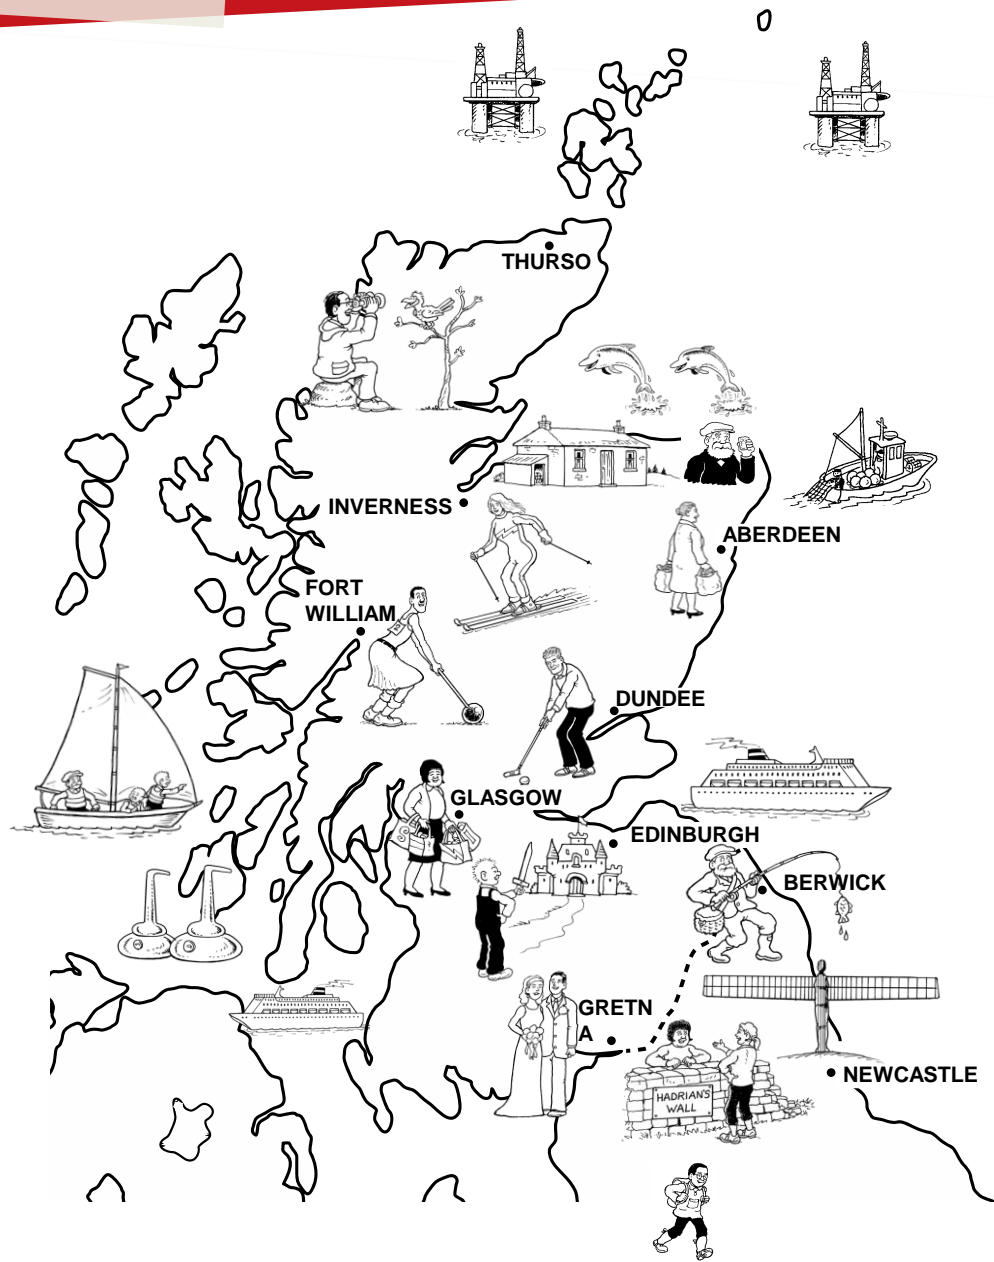 THURSO
INVERNESS
ABERDEEN
FORT
WILLIAM
DUNDEE
GLASGOW
EDINBURGH
BERWICK
GRETN
A
NEWCASTLE
HADRIAN'S
WALL